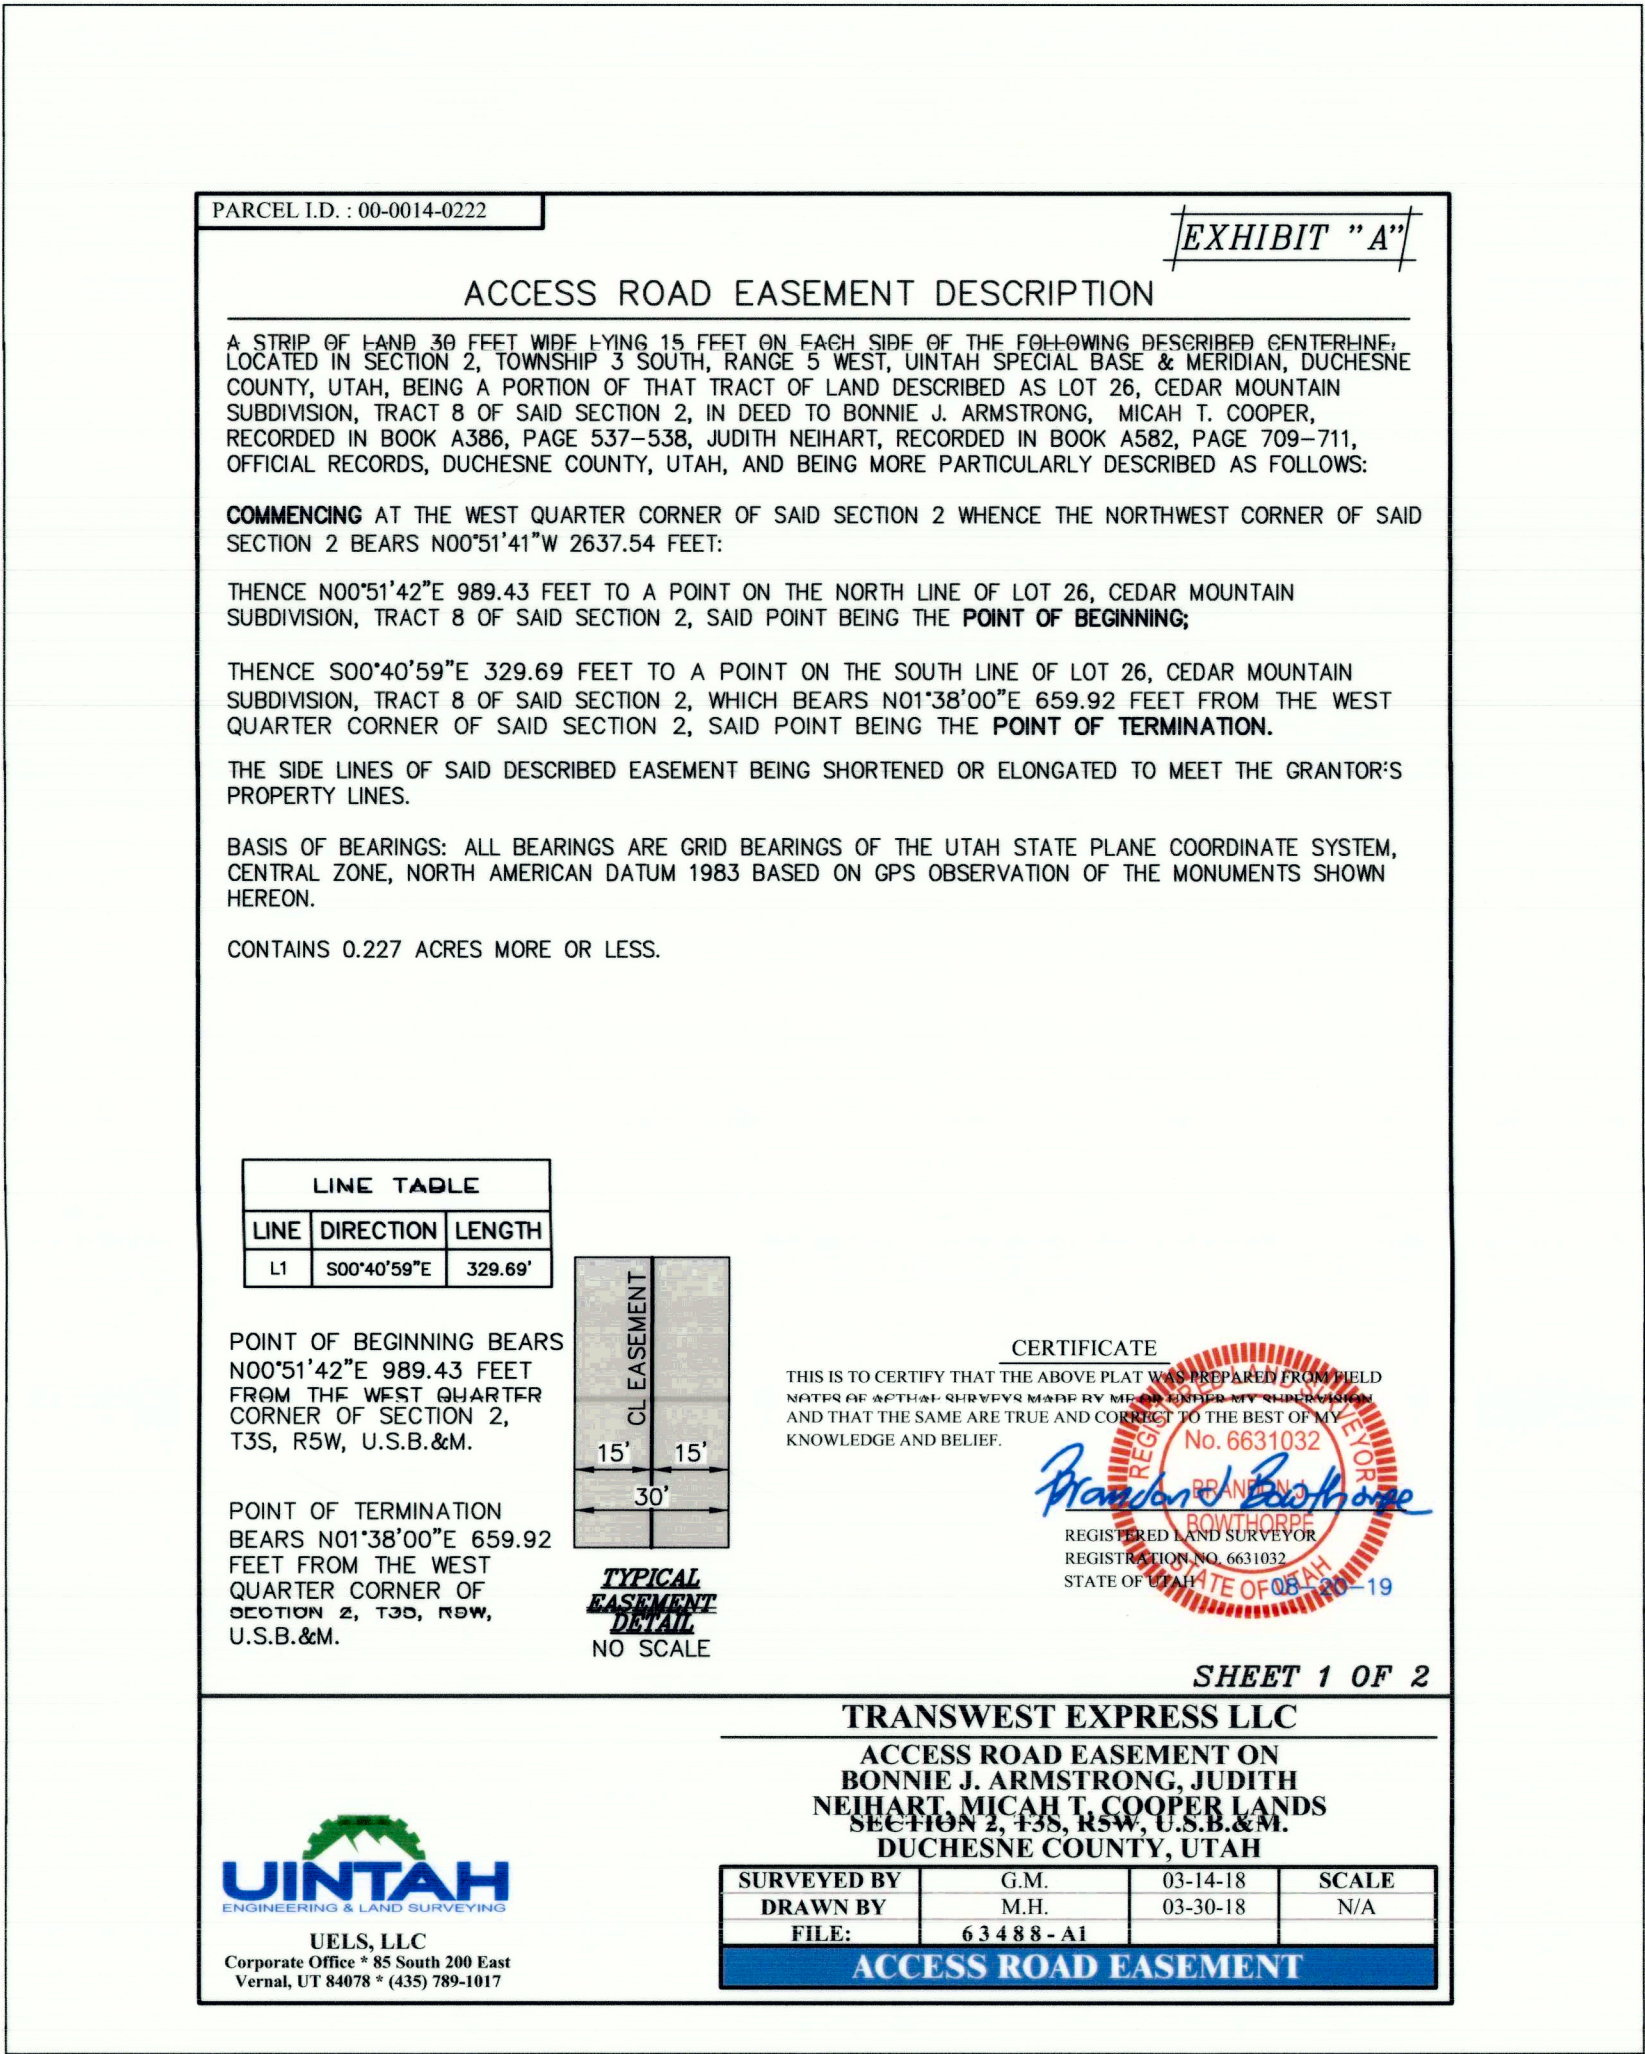 PARCEL I.D. : 00-0014-0222
EXHIBIT "A"
ACCESS ROAD EASEMENT DESCRIPTION
A STRIP OF LAND 30 FEET WIDE LYING 15 FEET ON EACH SIDE OF THE FOLLOWING DESCRIBED CENTERLINE,
LOCATED IN SECTION 2, TOWNSHIP 3 SOUTH, RANGE 5 WEST, UINTAH SPECIAL BASE & MERIDIAN, DUCHESNE
COUNTY, UTAH, BEING A PORTION OF THAT TRACT OF LAND DESCRIBED AS LOT 26, CEDAR MOUNTAIN
SUBDIVISION, TRACT 8 OF SAID SECTION 2, IN DEED TO BONNIE J. ARMSTRONG, MICAH T. COOPER,
RECORDED IN BOOK A386, PAGE 537-538, JUDITH NEIHART, RECORDED IN BOOK A582, PAGE 709-711,
OFFICIAL RECORDS, DUCHESNE COUNTY, UTAH, AND BEING MORE PARTICULARLY DESCRIBED AS FOLLOWS:
COMMENCING AT THE WEST QUARTER CORNER OF SAID SECTION 2 WHENCE THE NORTHWEST CORNER OF SAID
SECTION 2 BEARS N00°51'41"W 2637.54 FEET:
THENCE N00°51'42"E 989.43 FEET TO A POINT ON THE NORTH LINE OF LOT 26, CEDAR MOUNTAIN
SUBDIVISION, TRACT 8 OF SAID SECTION 2, SAID POINT BEING THE POINT OF BEGINNING;
THENCE S00°40'59"E 329.69 FEET TO A POINT ON THE SOUTH LINE OF LOT 26, CEDAR MOUNTAIN
SUBDIVISION, TRACT 8 OF SAID SECTION 2, WHICH BEARS N01°38'00"E 659.92 FEET FROM THE WEST
QUARTER CORNER OF SAID SECTION 2, SAID POINT BEING THE POINT OF TERMINATION.
THE SIDE LINES OF SAID DESCRIBED EASEMENT BEING SHORTENED OR ELONGATED TO MEET THE GRANTOR'S
PROPERTY LINES.
BASIS OF BEARINGS: ALL BEARINGS ARE GRID BEARINGS OF THE UTAH STATE PLANE COORDINATE SYSTEM,
CENTRAL ZONE, NORTH AMERICAN DATUM 1983 BASED ON GPS OBSERVATION OF THE MONUMENTS SHOWN
HEREON.
CONTAINS 0.227 ACRES MORE OR LESS.
LINE TABLE
LINE DIRECTION LENGTH
L1 S00°40'59"E 329.69'
POINT OF BEGINNING BEARS
N00°51'42"E 989.43 FEET
FROM THE WEST QUARTER
CORNER OF SECTION 2,
T3S, R5W, U.S.B.&M.
POINT OF TERMINATION
BEARS N01°38'00"E 659.92
FEET FROM THE WEST
QUARTER CORNER OF
SECTION 2, T3S, R5W,
U.S.B.&M.
CL EASEMENT
15' 15'
30'
TYPICAL
EASEMENT
DETAIL
NO SCALE
CERTIFICATE
THIS IS TO CERTIFY THAT THE ABOVE PLAT WAS PREPARED FROM FIELD
NOTES OF ACTUAL SURVEYS MADE BY ME OR UNDER MY SUPERVISION
AND THAT THE SAME ARE TRUE AND CORRECT TO THE BEST OF MY
KNOWLEDGE AND BELIEF.
REGISTERED LAND SURVEYOR
No. 6631032
BRANDON J.
BOWTHORPE
STATE OF UTAH
Brandon J Bowthorpe
REGISTERED LAND SURVEYOR
REGISTRATION NO. 6631032
STATE OF UTAH
08-20-19
SHEET 1 OF 2
TRANSWEST EXPRESS LLC
ACCESS ROAD EASEMENT ON
BONNIE J. ARMSTRONG, JUDITH
NEIHART, MICAH T. COOPER LANDS
SECTION 2, T3S, R5W, U.S.B.&M.
DUCHESNE COUNTY, UTAH
SURVEYED BY G.M. 03-14-18 SCALE
DRAWN BY M.H. 03-30-18 N/A
FILE: 63488-A1
ACCESS ROAD EASEMENT
UINTAH
ENGINEERING & LAND SURVEYING
UELS, LLC
Corporate Office * 85 South 200 East
Vernal, UT 84078 * (435) 789-1017